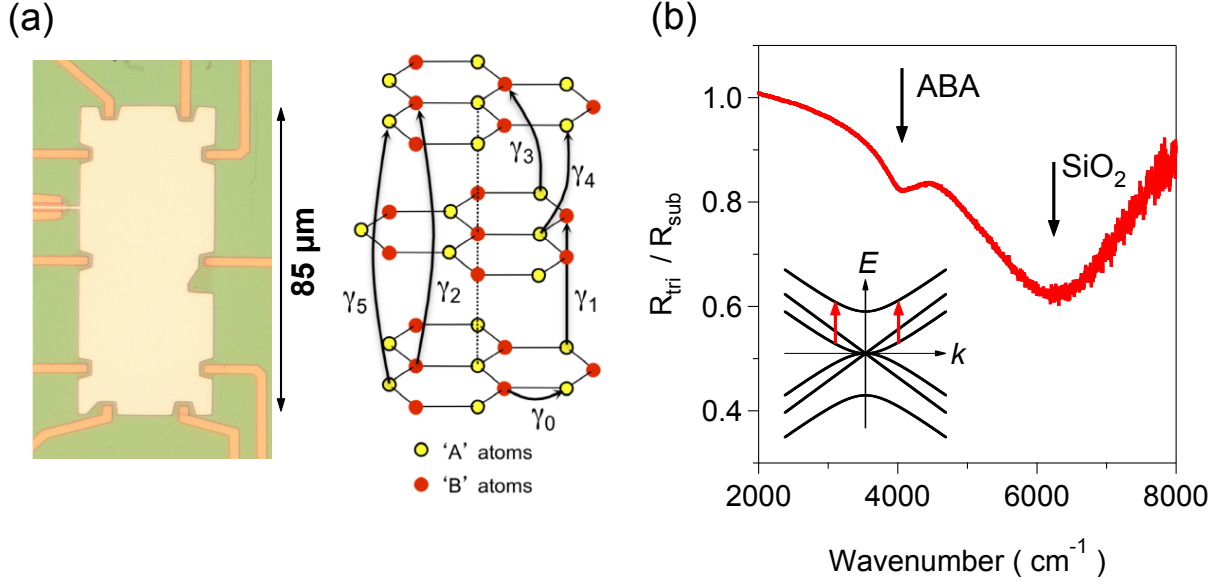 (a)
85 μm
γ5
γ2
γ3
γ4
γ1
γ0
'A' atoms
'B' atoms
(b)
ABA
SiO2
E
k
R_tri / R_sub
1.0
0.8
0.6
0.4
2000
4000
6000
8000
Wavenumber ( cm⁻¹ )